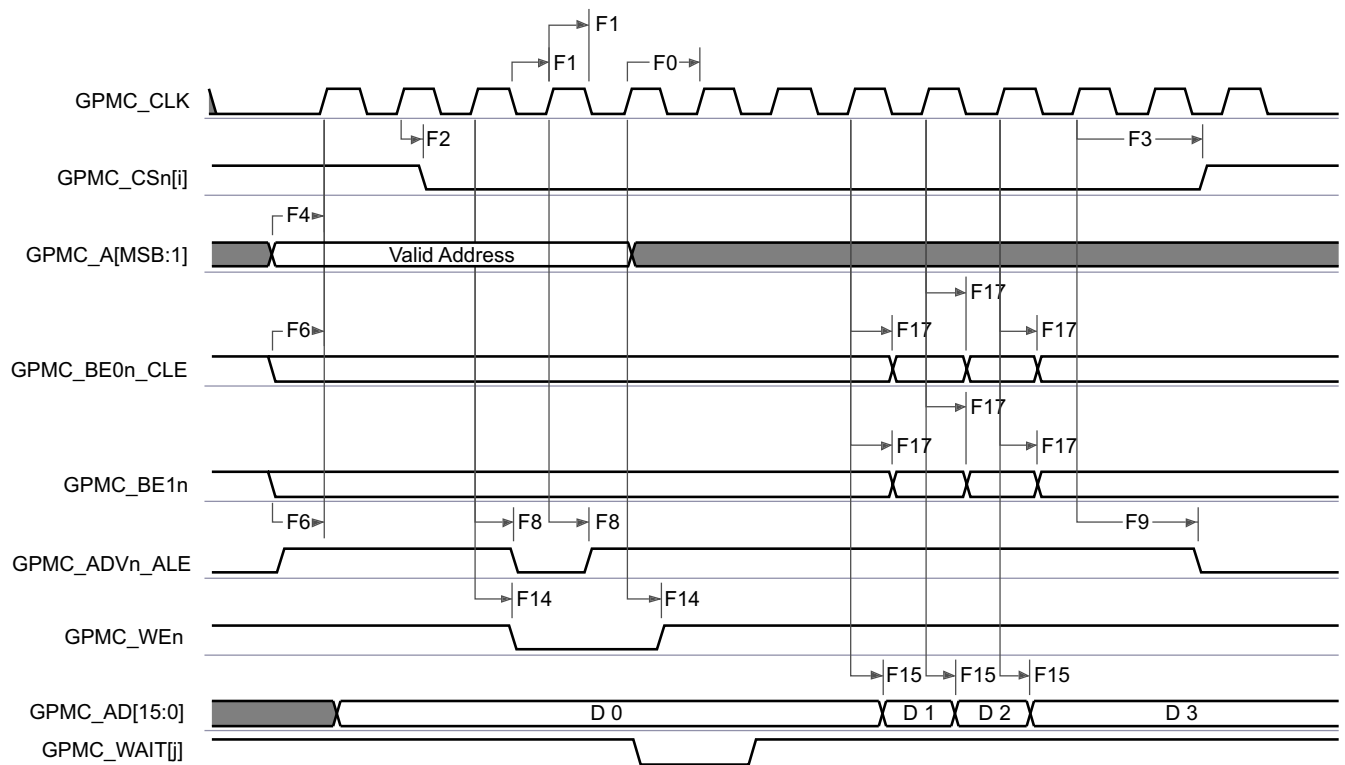 F1
F1
F0
GPMC_CLK
F2
F3
GPMC_CSn[i]
F4
GPMC_A[MSB:1]
Valid Address
F17
F6
F17
F17
GPMC_BE0n_CLE
F17
F17
F17
GPMC_BE1n
F6
F8
F8
F9
GPMC_ADVn_ALE
F14
F14
GPMC_WEn
F15
F15
F15
GPMC_AD[15:0]
D 0
D 1
D 2
D 3
GPMC_WAIT[j]